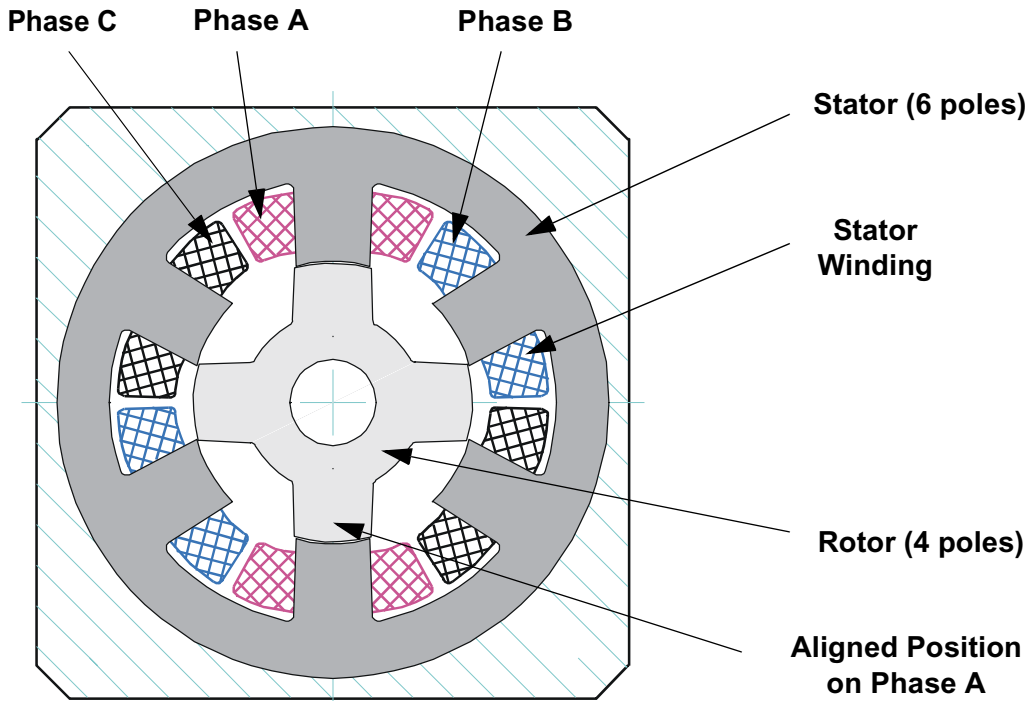 Phase C
Phase A
Phase B
Stator (6 poles)
Stator
Winding
Rotor (4 poles)
Aligned Position
on Phase A